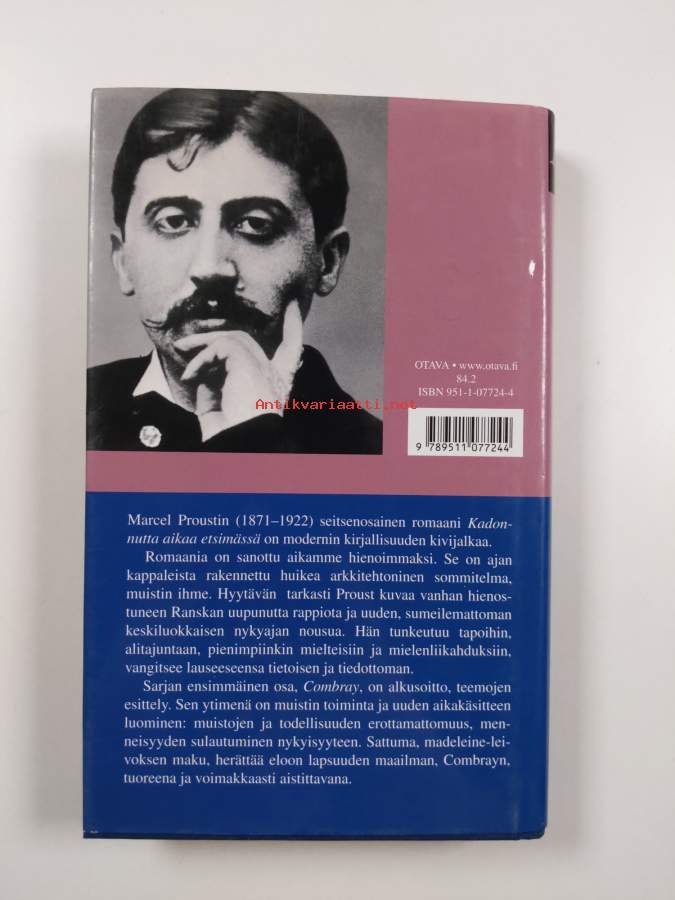 OTAVA • www.otava.fi
84.2
ISBN 951-1-07724-4
Antikvariaatti.net
9 789511 077244
Marcel Proustin (1871–1922) seitsenosainen romaani Kadon-
nutta aikaa etsimässä on modernin kirjallisuuden kivijalkaa.
Romaania on sanottu aikamme hienoimmaksi. Se on ajan
kappaleista rakennettu huikea arkkitehtoninen sommitelma,
muistin ihme. Hyytävän tarkasti Proust kuvaa vanhan hienos-
tuneen Ranskan uupunutta rappiota ja uuden, sumeilemattoman
keskiluokkaisen nykyajan nousua. Hän tunkeutuu tapoihin,
alitajuntaan, pienimpiinkin mielteisiin ja mielenliikahduksiin,
vangitsee lauseeseensa tietoisen ja tiedottoman.
Sarjan ensimmäinen osa, Combray, on alkusoitto, teemojen
esittely. Sen ytimenä on muistin toiminta ja uuden aikakäsitteen
luominen: muistojen ja todellisuuden erottamattomuus, men-
neisyyden sulautuminen nykyisyyteen. Sattuma, madeleine-lei-
voksen maku, herättää eloon lapsuuden maailman, Combrayn,
tuoreena ja voimakkaasti aistittavana.